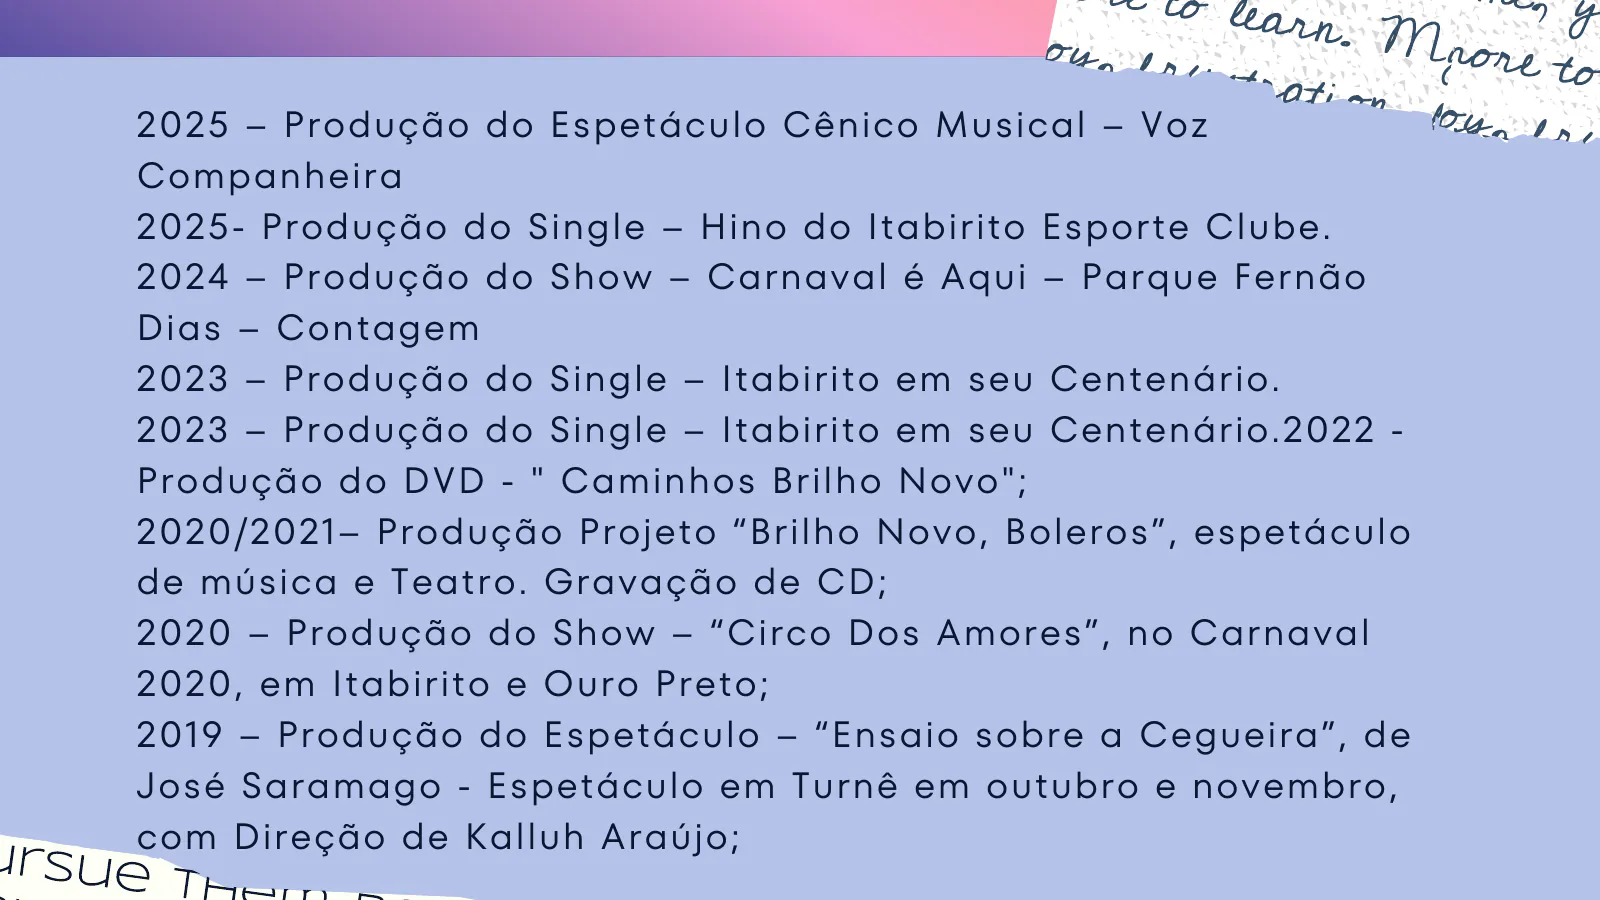 to learn. Mnore to
2025 – Produção do Espetáculo Cênico Musical – Voz
Companheira
2025- Produção do Single – Hino do Itabirito Esporte Clube.
2024 – Produção do Show – Carnaval é Aqui – Parque Fernão
Dias – Contagem
2023 – Produção do Single – Itabirito em seu Centenário.
2023 – Produção do Single – Itabirito em seu Centenário.2022 -
Produção do DVD - " Caminhos Brilho Novo";
2020/2021– Produção Projeto “Brilho Novo, Boleros”, espetáculo
de música e Teatro. Gravação de CD;
2020 – Produção do Show – “Circo Dos Amores”, no Carnaval
2020, em Itabirito e Ouro Preto;
2019 – Produção do Espetáculo – “Ensaio sobre a Cegueira”, de
José Saramago - Espetáculo em Turnê em outubro e novembro,
com Direção de Kalluh Araújo;
ursue THem